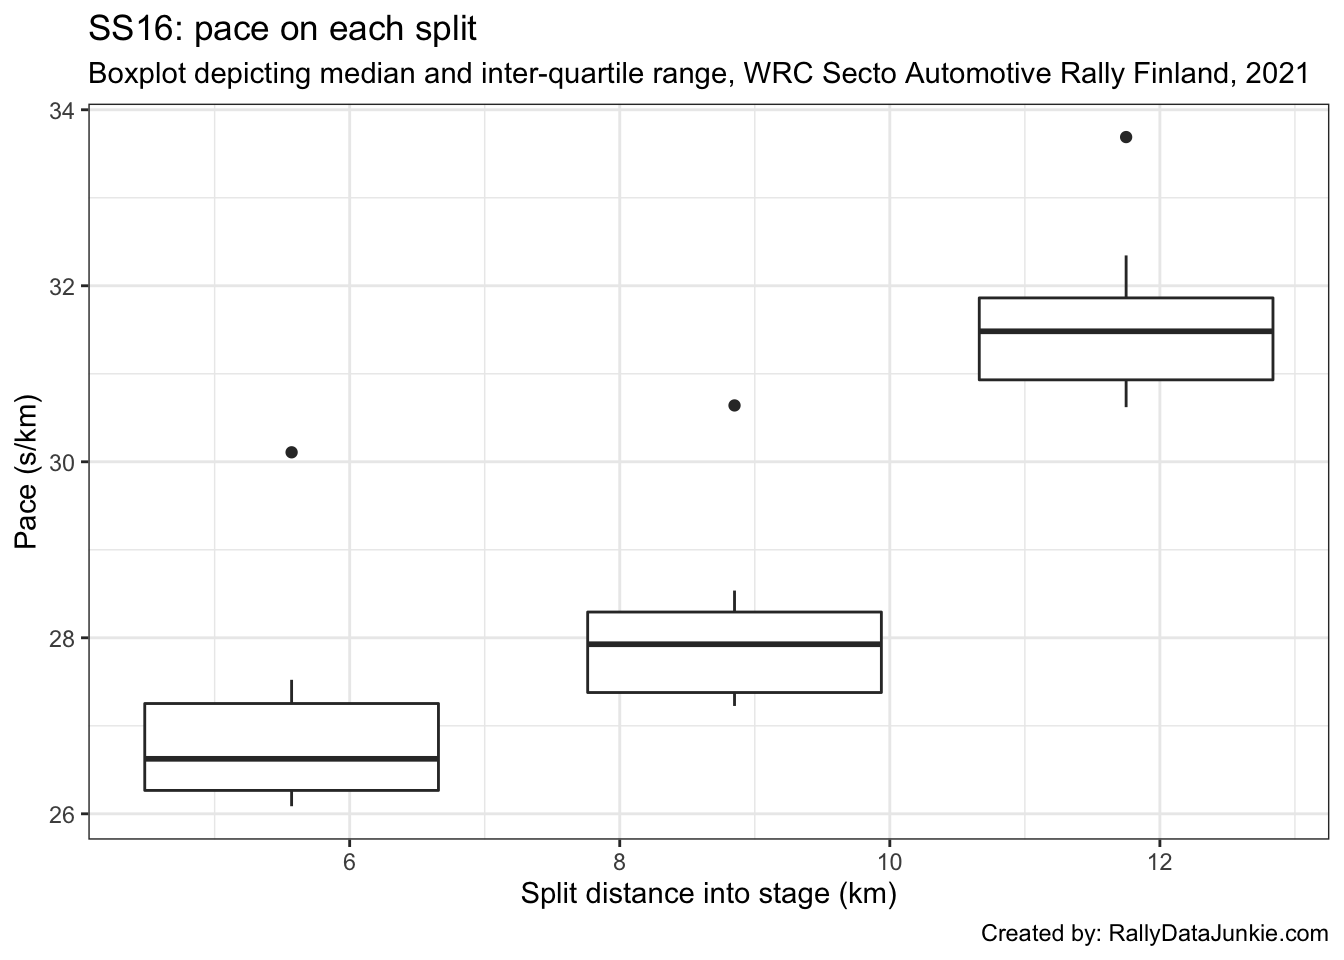 SS16: pace on each split
Boxplot depicting median and inter-quartile range, WRC Secto Automotive Rally Finland, 2021
34
32
30
28
26
Pace (s/km)
6 8 10 12
Split distance into stage (km)
Created by: RallyDataJunkie.com